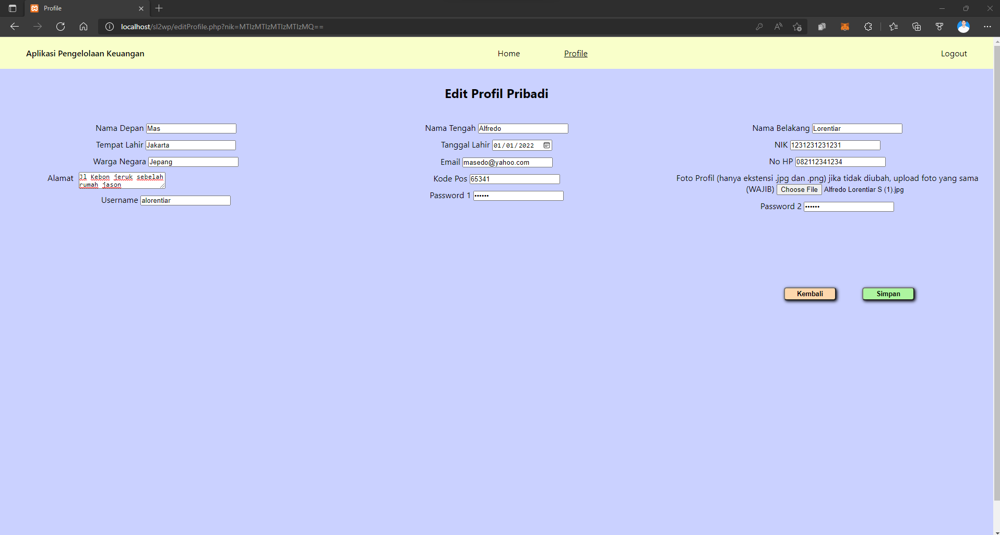 Profile
localhost/sl2wp/editProfile.php?nik=MTIzMTIzMTIzMTIzMQ==
Aplikasi Pengelolaan Keuangan
Home
Profile
Logout
Edit Profil Pribadi
Nama Depan Mas
Nama Tengah Alfredo
Nama Belakang Lorentiar
Tempat Lahir Jakarta
Tanggal Lahir 01/01/2022
NIK 1231231231231
Warga Negara Jepang
Email masedo@yahoo.com
No HP 082112341234
Alamat Jl Kebon jeruk sebelah
rumah jason
Kode Pos 65341
Foto Profil (hanya ekstensi .jpg dan .png) jika tidak diubah, upload foto yang sama
(WAJIB) Choose File Alfredo Lorentiar S (1).jpg
Username alorentiar
Password 1 ••••••
Password 2 ••••••
Kembali
Simpan